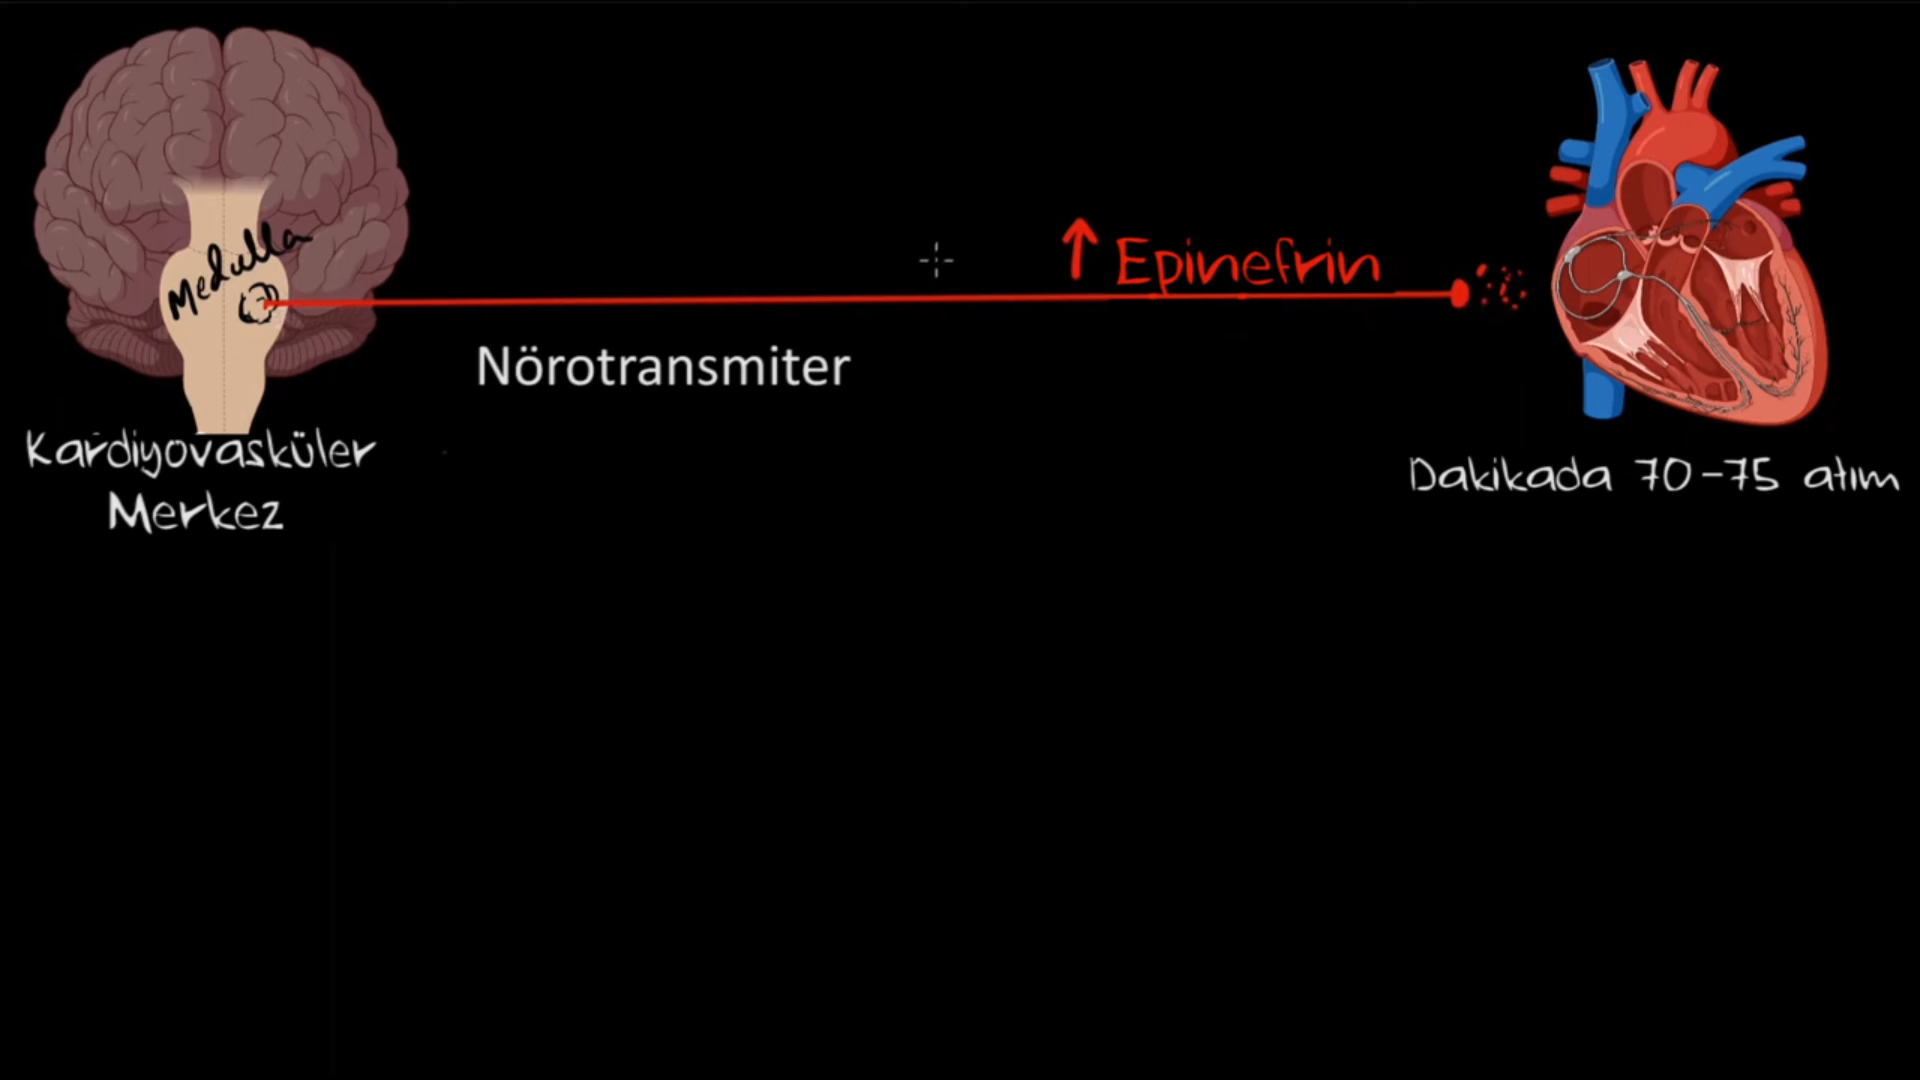 Medulla
↑ Epinefrin
Nörotransmiter
Kardiyovasküler
Merkez
Dakikada 70-75 atım